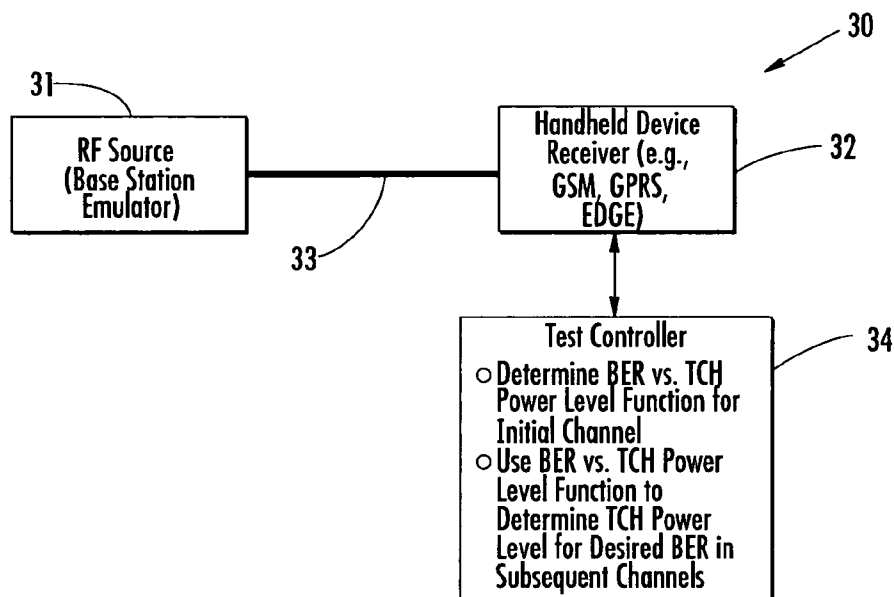 30
31
RF Source
(Base Station
Emulator)
Handheld Device
Receiver (e.g.,
GSM, GPRS,
EDGE)
32
33
Test Controller
34
○ Determine BER vs. TCH
Power Level Function for
Initial Channel
○ Use BER vs. TCH Power
Level Function to
Determine TCH Power
Level for Desired BER in
Subsequent Channels